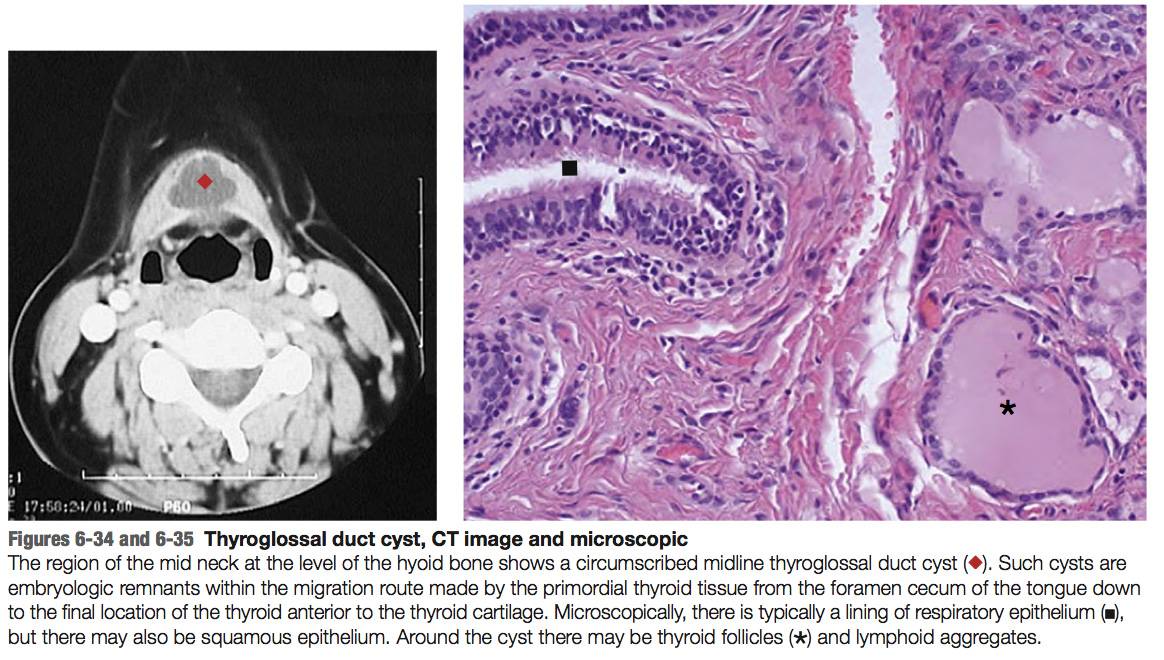 :1
0
E 17:58:24/01.00 P60
Figures 6-34 and 6-35 Thyroglossal duct cyst, CT image and microscopic
The region of the mid neck at the level of the hyoid bone shows a circumscribed midline thyroglossal duct cyst (♦). Such cysts are
embryologic remnants within the migration route made by the primordial thyroid tissue from the foramen cecum of the tongue down
to the final location of the thyroid anterior to the thyroid cartilage. Microscopically, there is typically a lining of respiratory epithelium (■),
but there may also be squamous epithelium. Around the cyst there may be thyroid follicles (*) and lymphoid aggregates.